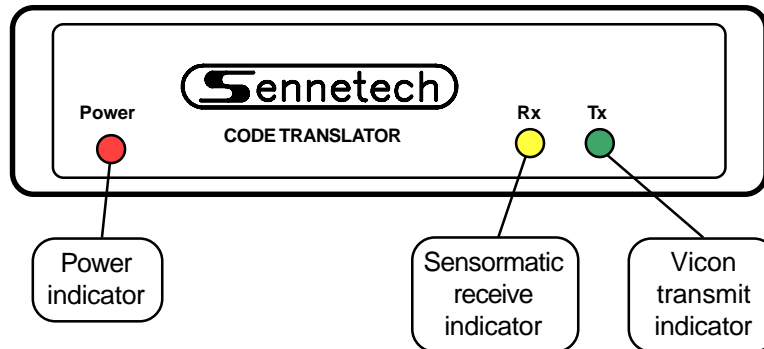 Sennetech
Power
CODE TRANSLATOR
Rx
Tx
Power
indicator
Sensormatic
receive
indicator
Vicon
transmit
indicator